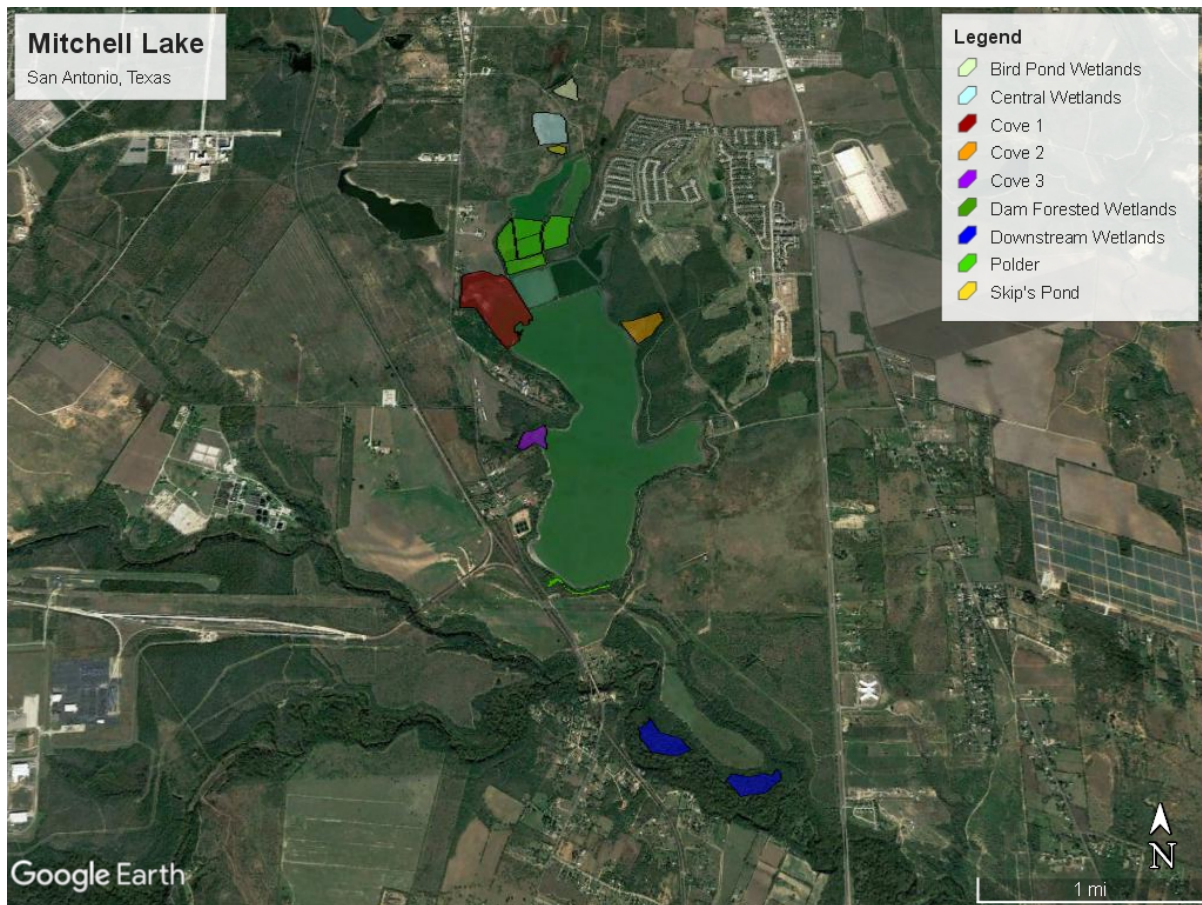 Mitchell Lake
San Antonio, Texas
Legend
Bird Pond Wetlands
Central Wetlands
Cove 1
Cove 2
Cove 3
Dam Forested Wetlands
Downstream Wetlands
Polder
Skip's Pond
N
Google Earth
1 mi